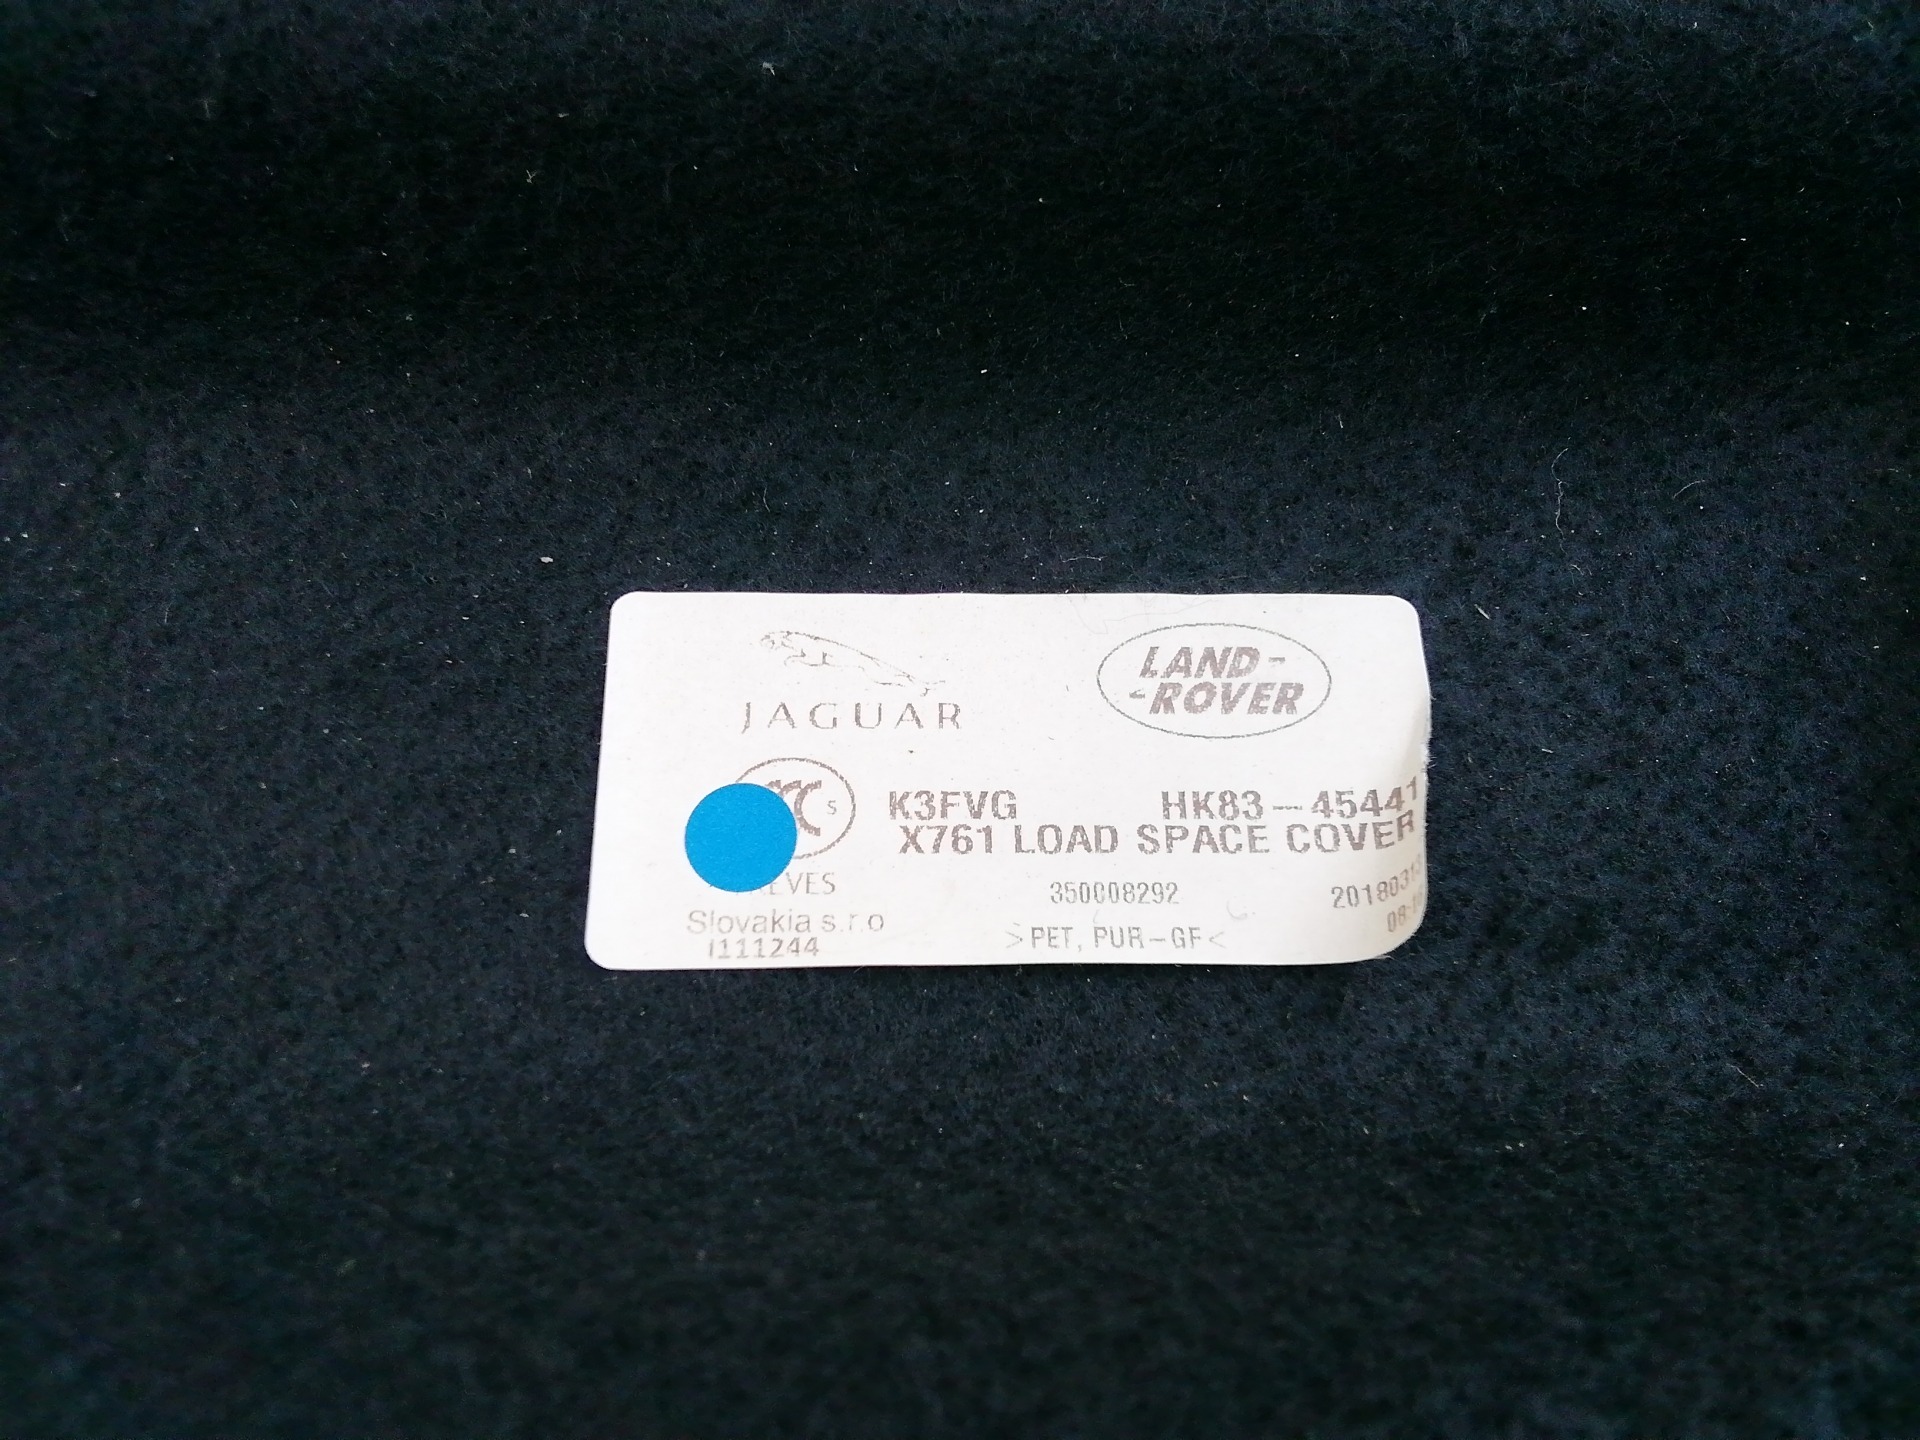 JAGUAR
LAND-
-ROVER
S
K3FVG HK83-45441
X761 LOAD SPACE COVER
350008292
Slovakia s.r.o
>PET, PUR-GF<
I111244